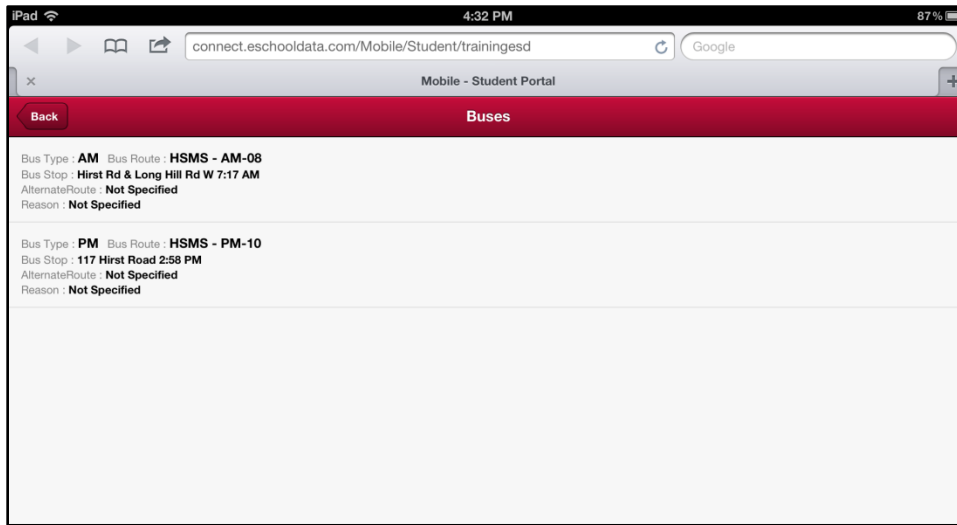 iPad 4:32 PM 87%
connect.eschooldata.com/Mobile/Student/trainingesd Google
Mobile - Student Portal
Back Buses
Bus Type : AM Bus Route : HSMS - AM-08
Bus Stop : Hirst Rd & Long Hill Rd W 7:17 AM
AlternateRoute : Not Specified
Reason : Not Specified
Bus Type : PM Bus Route : HSMS - PM-10
Bus Stop : 117 Hirst Road 2:58 PM
AlternateRoute : Not Specified
Reason : Not Specified